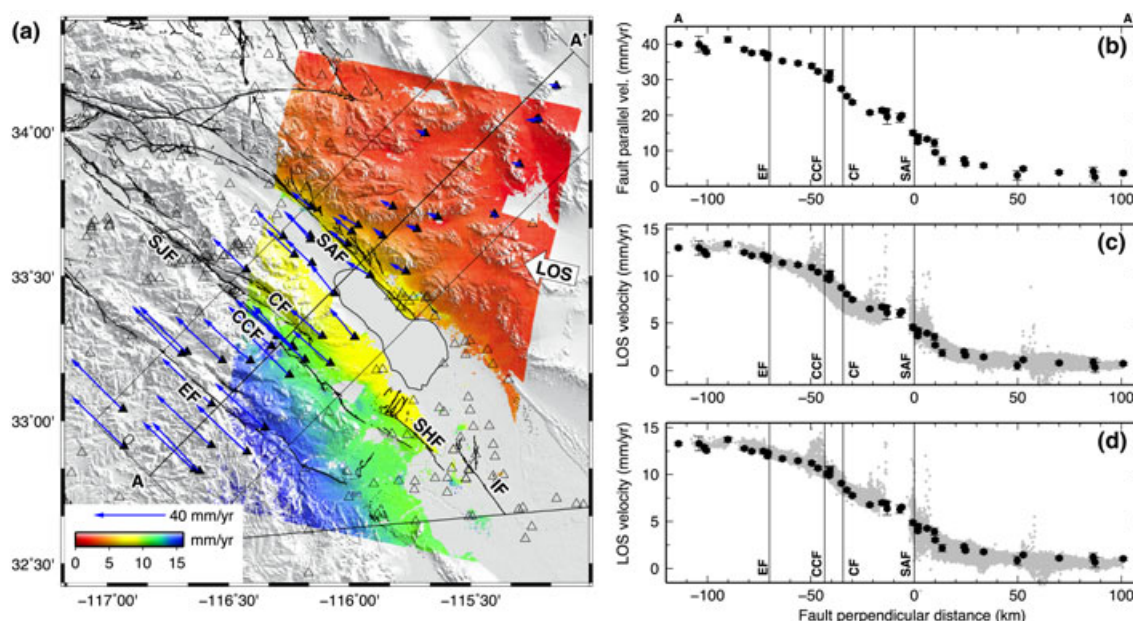 (a)
A'
34°00'
33°30'
33°00'
32°30'
SJF
SAF
CF
CCF
EF
SHF
IF
LOS
A
40 mm/yr
mm/yr
0 5 10 15
−117°00' −116°30' −116°00' −115°30'
A A'
(b)
Fault parallel vel. (mm/yr)
40
30
20
10
0
EF CCF CF SAF
−100 −50 0 50 100
(c)
LOS velocity (mm/yr)
15
10
5
0
EF CCF CF SAF
−100 −50 0 50 100
(d)
LOS velocity (mm/yr)
15
10
5
0
EF CCF CF SAF
−100 −50 0 50 100
Fault perpendicular distance (km)